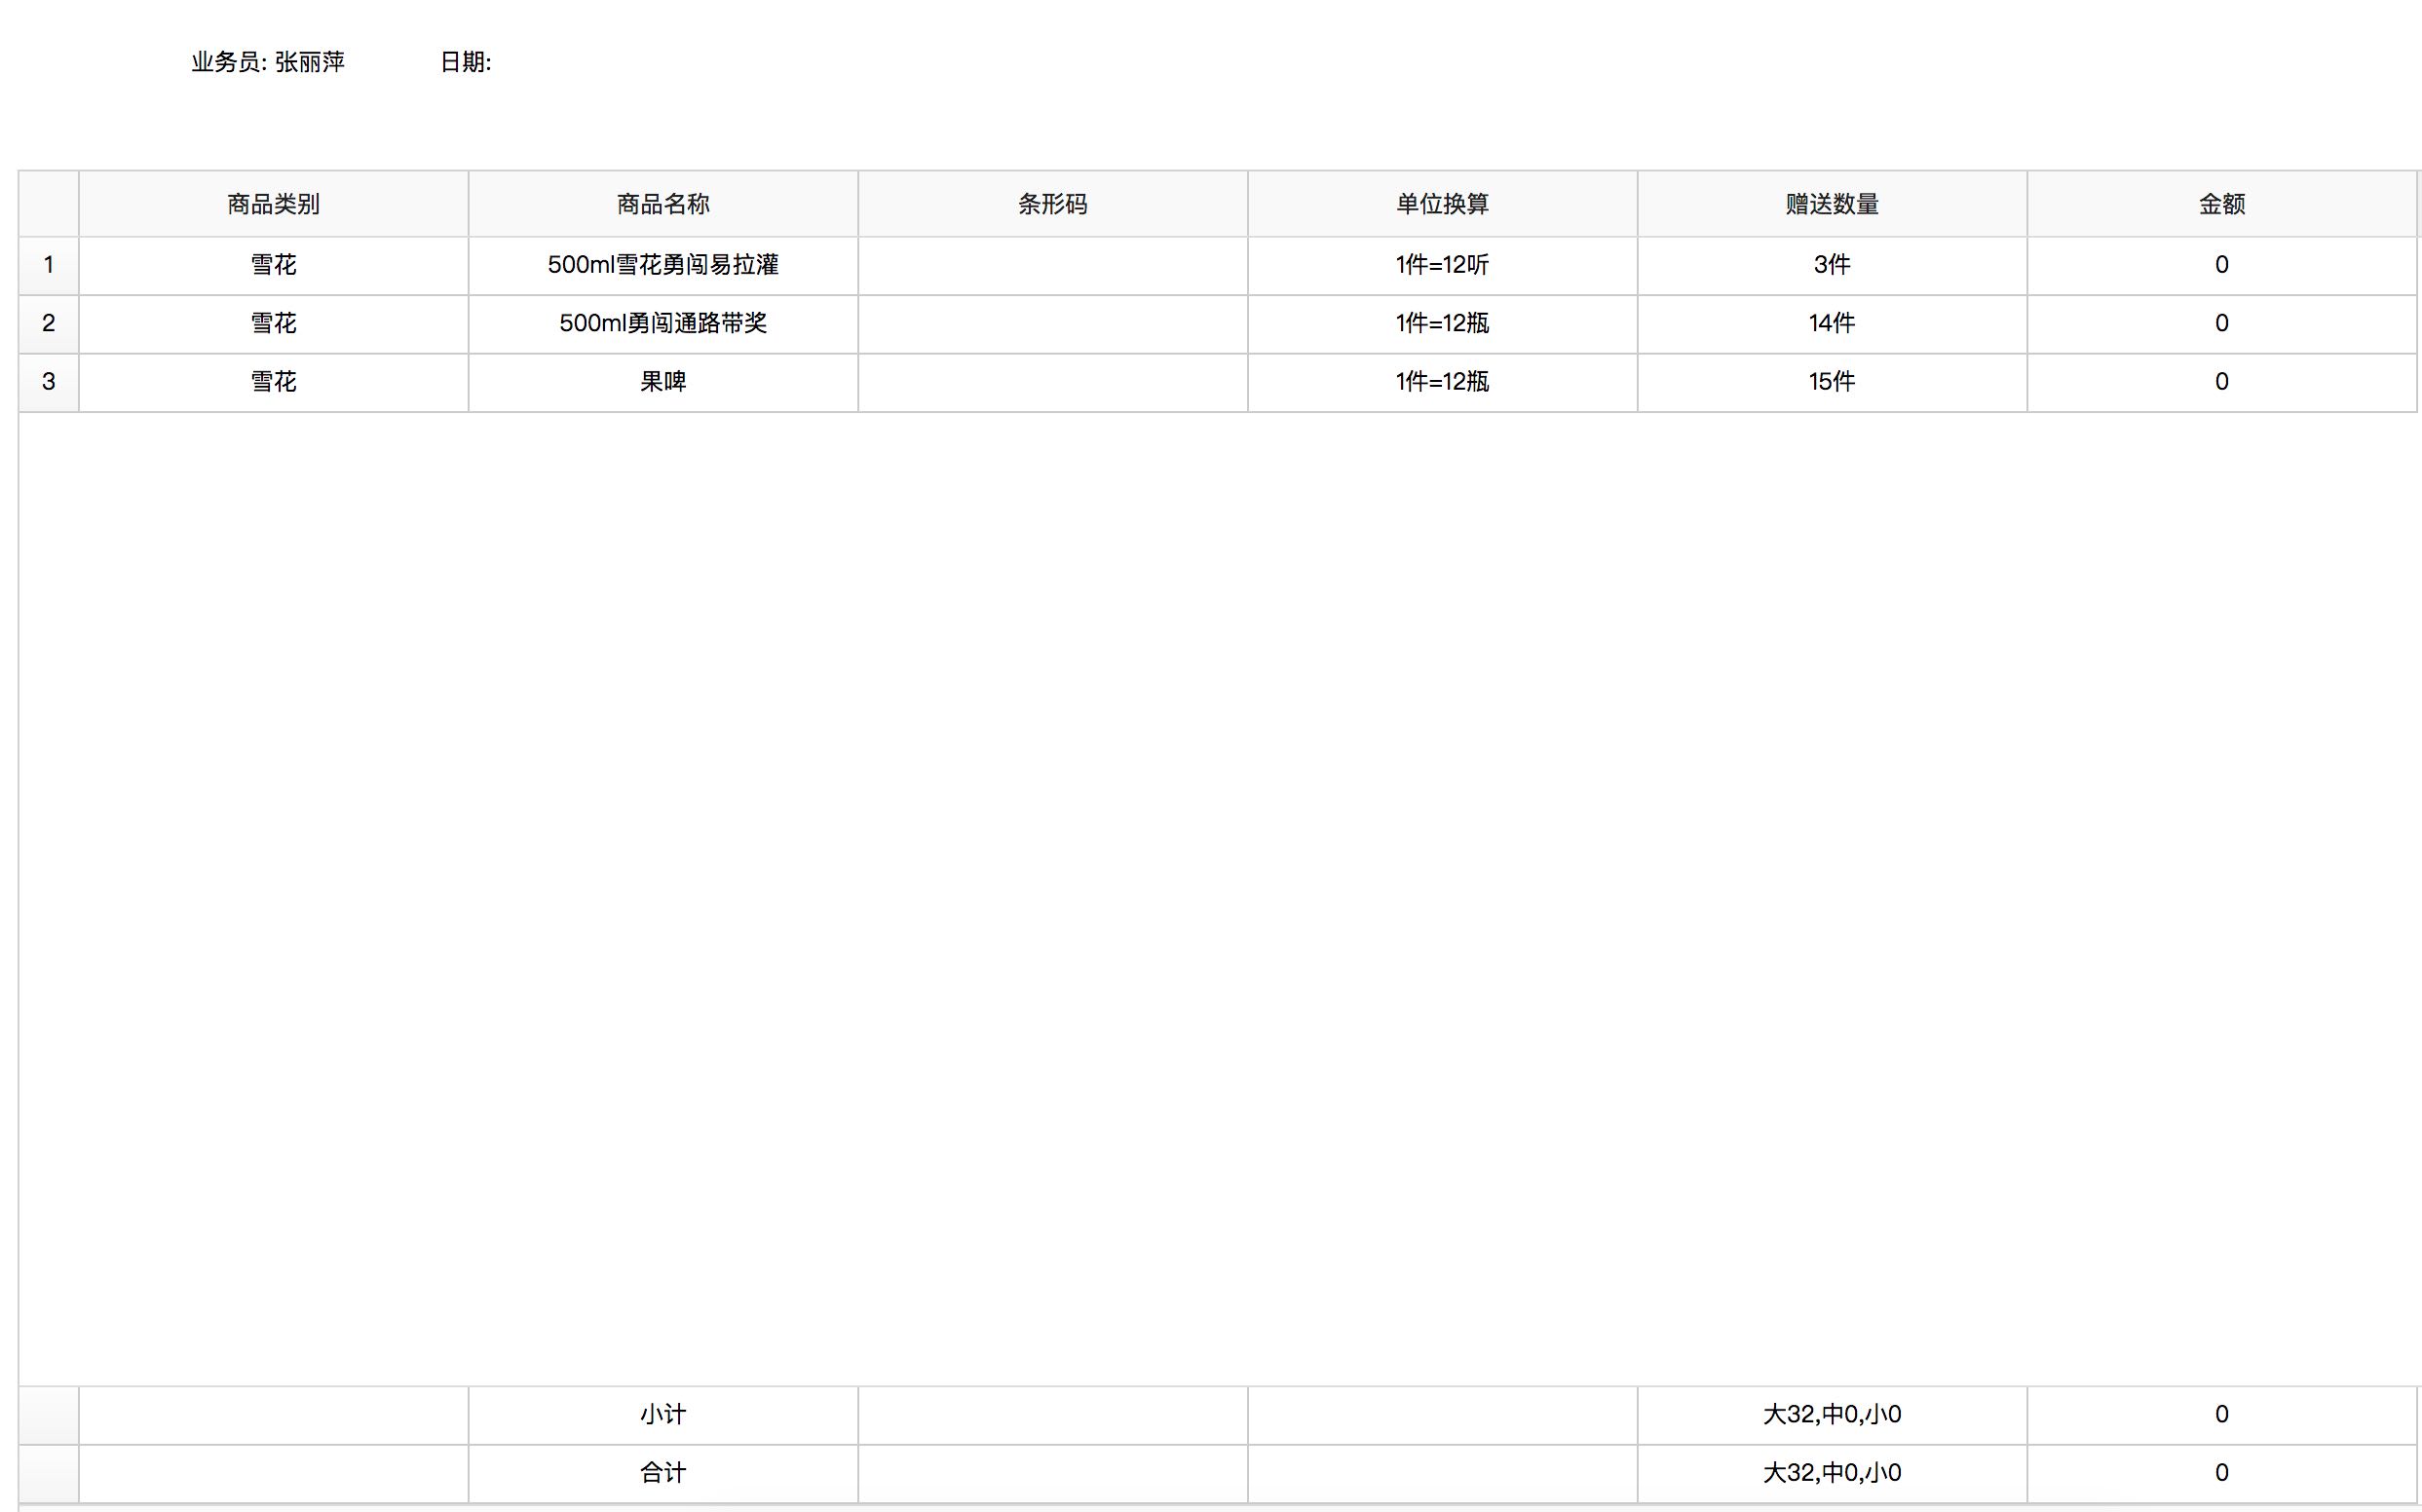 业务员: 张丽萍 日期:
商品类别 商品名称 条形码 单位换算 赠送数量 金额
1 雪花 500ml雪花勇闯易拉灌 1件=12听 3件 0
2 雪花 500ml勇闯通路带奖 1件=12瓶 14件 0
3 雪花 果啤 1件=12瓶 15件 0
小计 大32,中0,小0 0
合计 大32,中0,小0 0